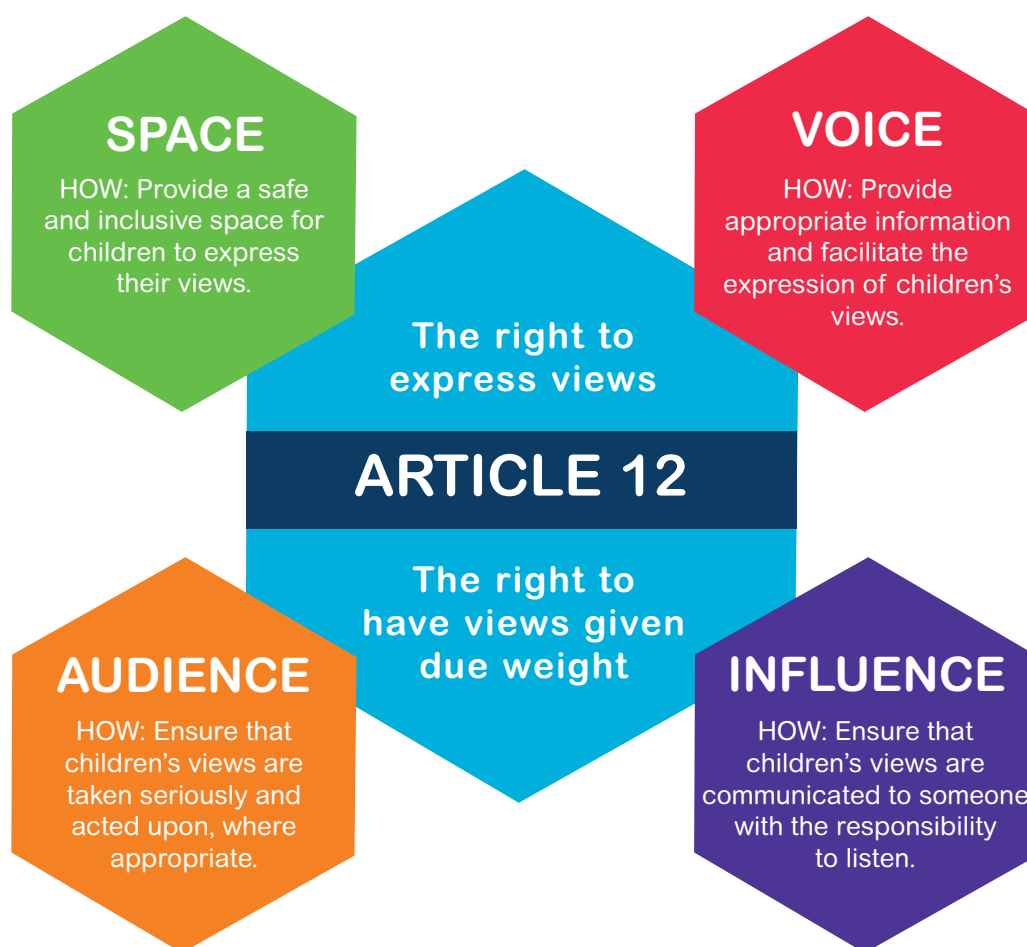 SPACE
HOW: Provide a safe
and inclusive space for
children to express
their views.
VOICE
HOW: Provide
appropriate information
and facilitate the
expression of children’s
views.
The right to
express views
ARTICLE 12
The right to
have views given
due weight
AUDIENCE
HOW: Ensure that
children’s views are
taken seriously and
acted upon, where
appropriate.
INFLUENCE
HOW: Ensure that
children’s views are
communicated to someone
with the responsibility
to listen.